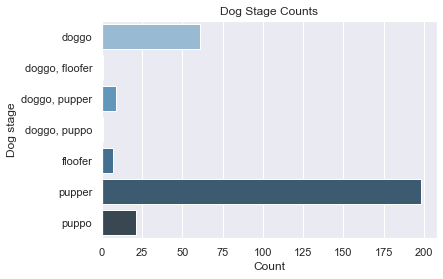 Dog Stage Counts
Dog stage
doggo
doggo, floofer
doggo, pupper
doggo, puppo
floofer
pupper
puppo
0 25 50 75 100 125 150 175 200
Count